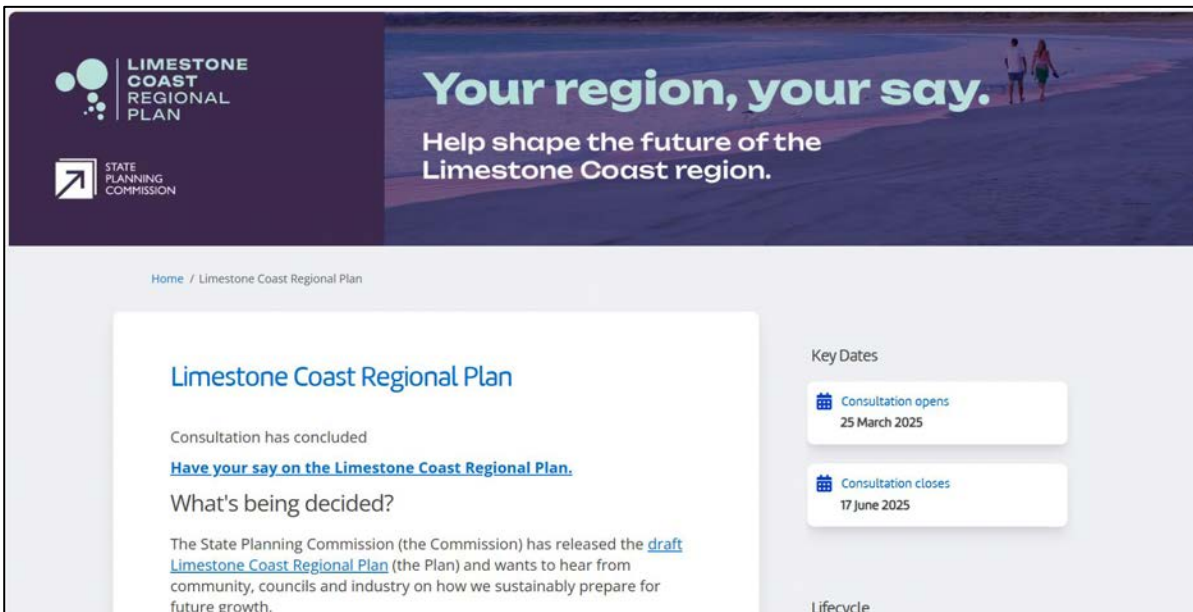 LIMESTONE
COAST
REGIONAL
PLAN
STATE
PLANNING
COMMISSION
Your region, your say.
Help shape the future of the
Limestone Coast region.
Home / Limestone Coast Regional Plan
Limestone Coast Regional Plan
Consultation has concluded
Have your say on the Limestone Coast Regional Plan.
What's being decided?
The State Planning Commission (the Commission) has released the draft
Limestone Coast Regional Plan (the Plan) and wants to hear from
community, councils and industry on how we sustainably prepare for
future growth.
Key Dates
Consultation opens
25 March 2025
Consultation closes
17 June 2025
Lifecycle